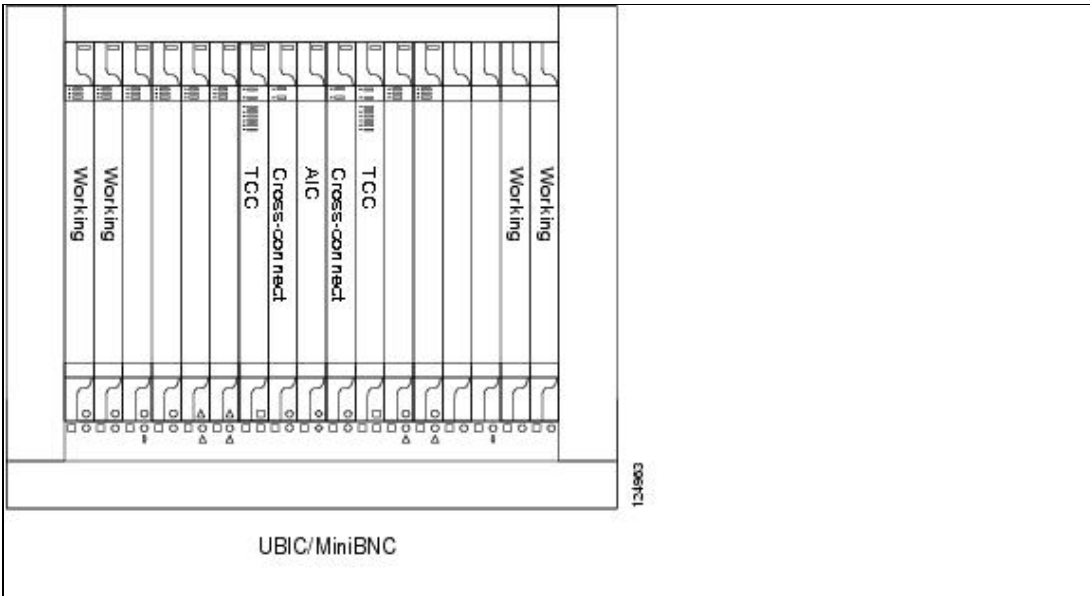 Working
Working
TCC
Cross-connect
AIC
Cross-connect
TCC
Working
Working
124963
UBIC/MiniBNC